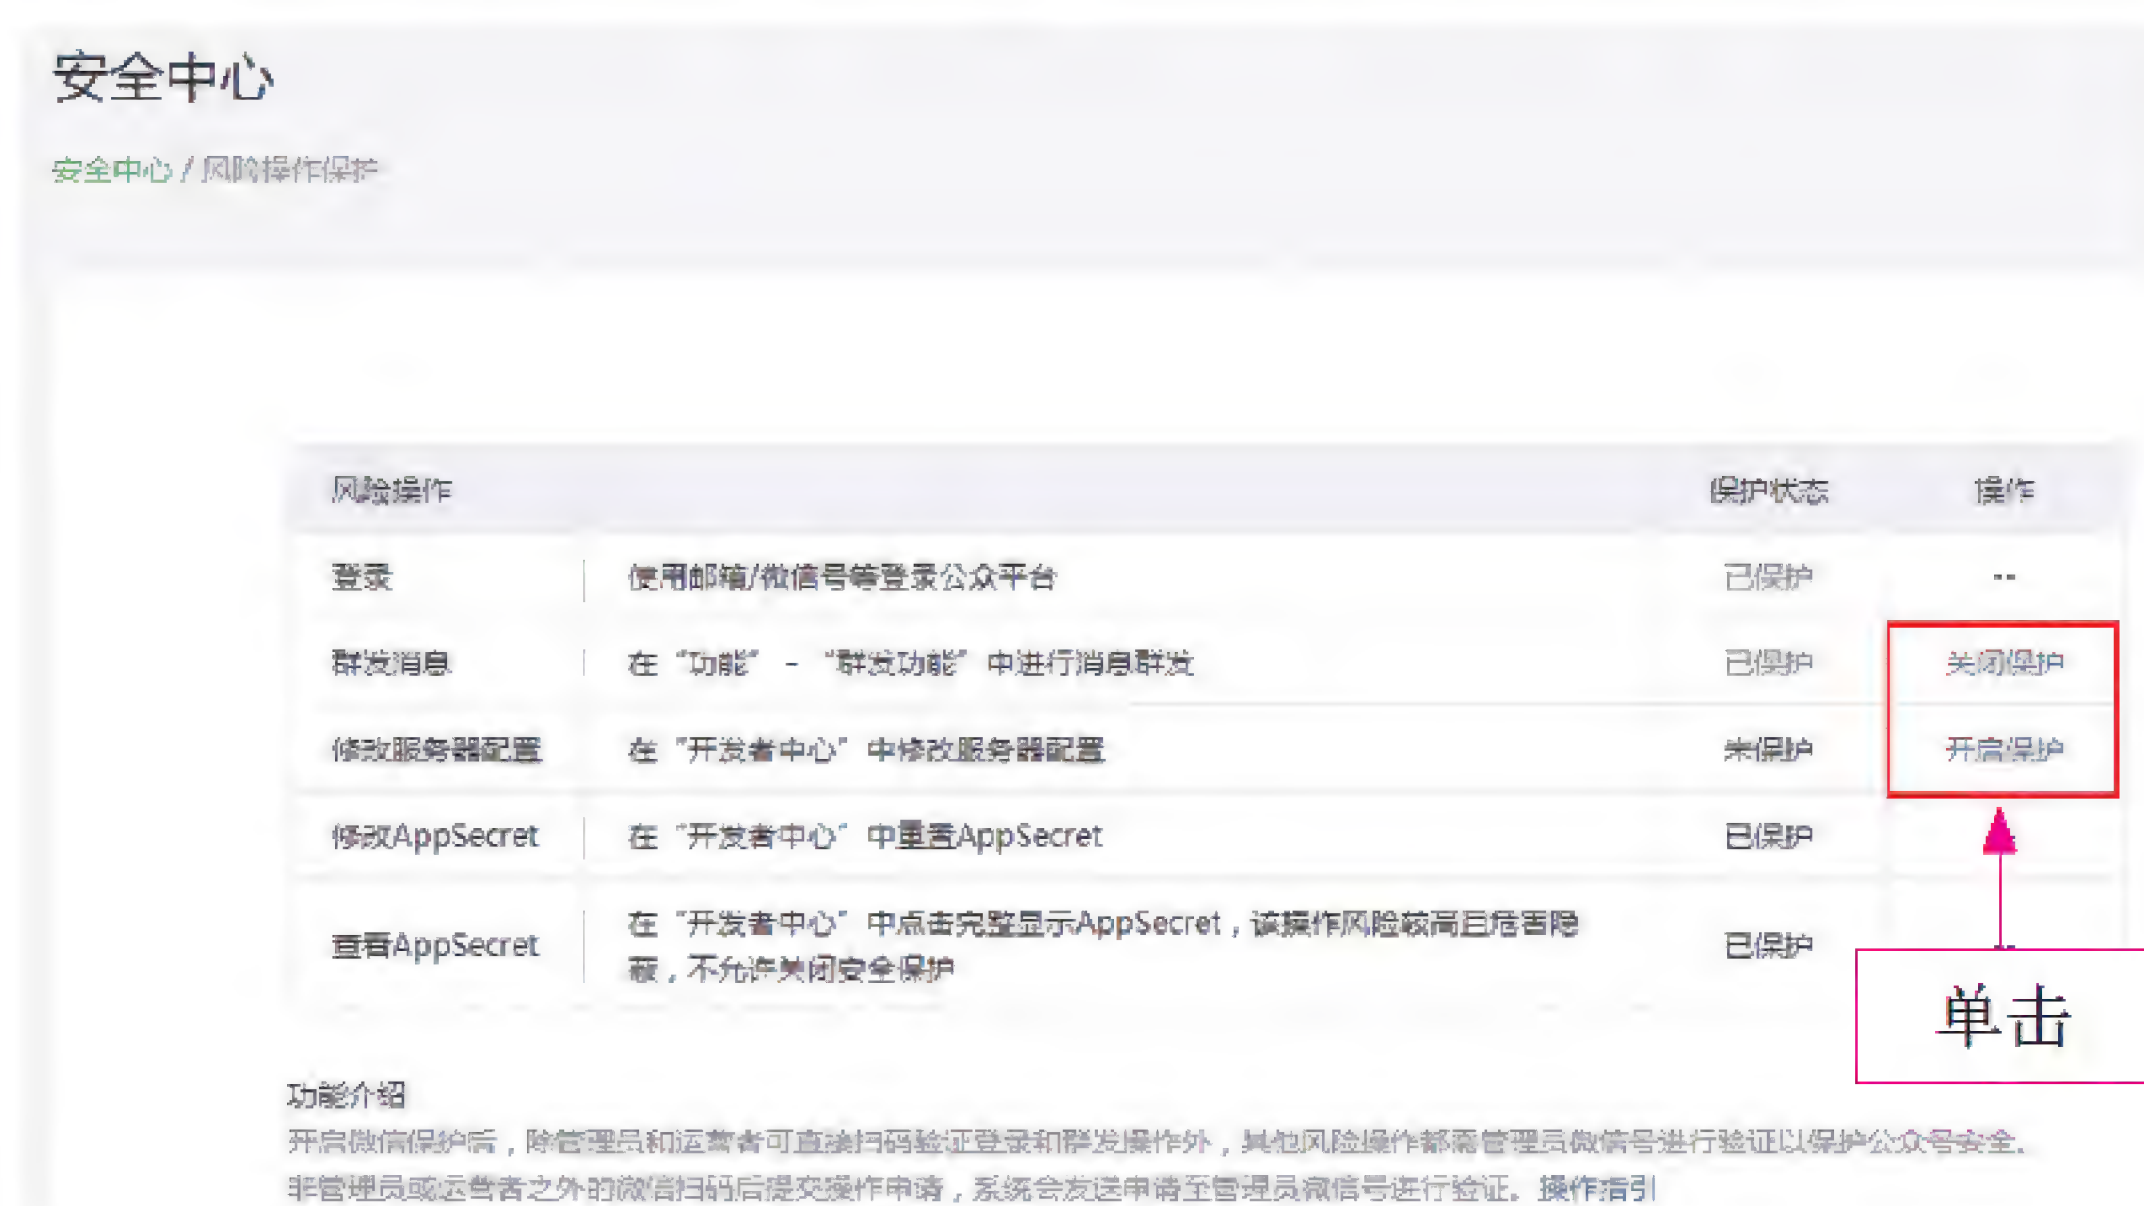 安全中心
安全中心 / 风险操作保护
风险操作 保护状态 操作
登录 使用邮箱/微信号等登录公众平台 已保护 --
群发消息 在“功能” - “群发功能”中进行消息群发 已保护 关闭保护
修改服务器配置 在“开发者中心”中修改服务器配置 未保护 开启保护
修改AppSecret 在“开发者中心”中重置AppSecret 已保护
查看AppSecret 在“开发者中心”中点击完整显示AppSecret，该操作风险较高且危害隐
蔽，不允许关闭安全保护 已保护 --
单击
功能介绍
开启微信保护后，除管理员和运营者可直接扫码验证登录和群发操作外，其他风险操作都需管理员微信号进行验证以保护公众号安全。
非管理员或运营者之外的微信扫码后提交操作申请，系统会发送申请至管理员微信号进行验证。操作指引